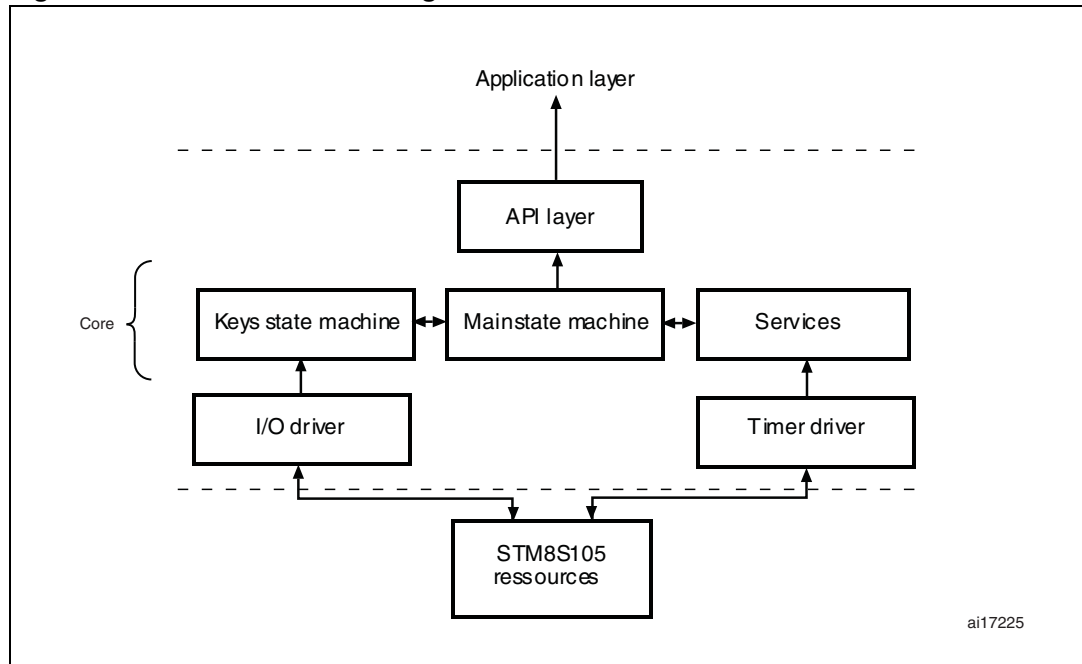 Application layer
API layer
Core
Keys state machine
Mainstate machine
Services
I/O driver
Timer driver
STM8S105
ressources
ai17225